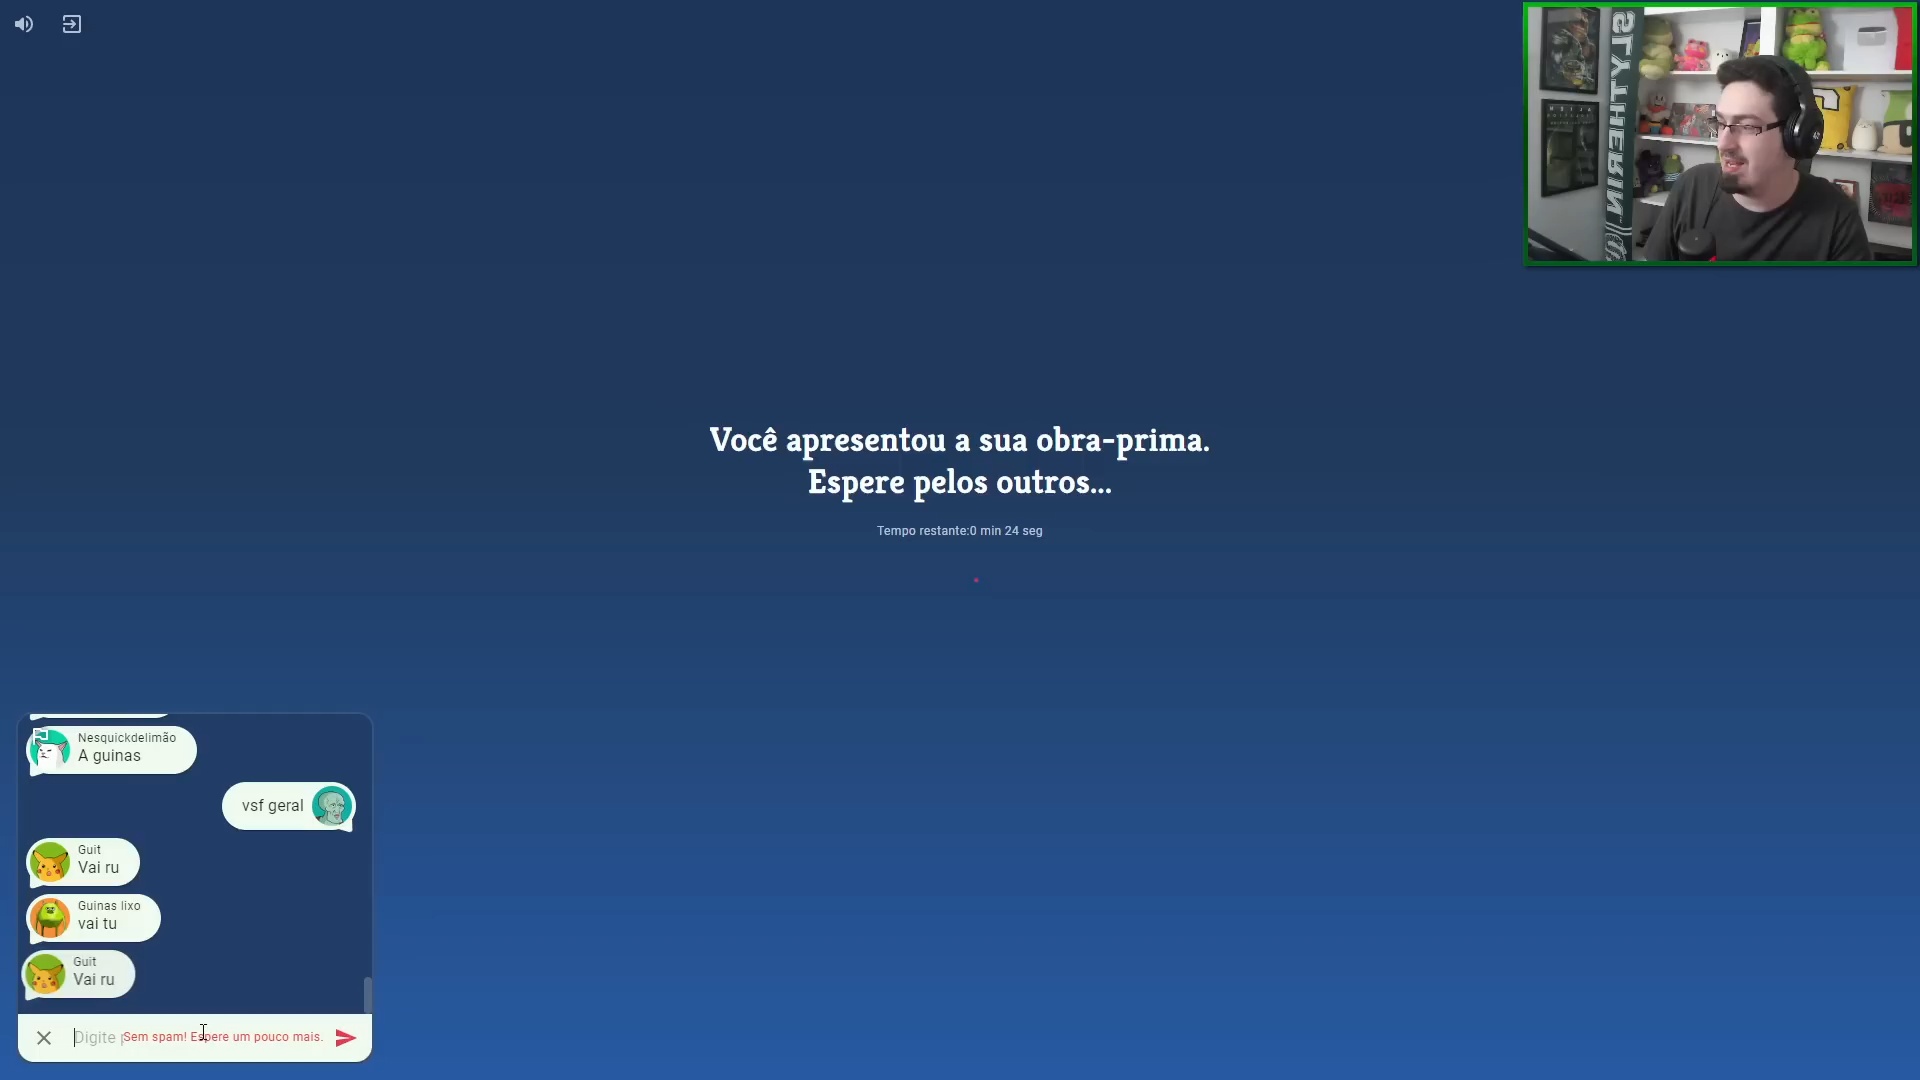 SLYTHERIN
Você apresentou a sua obra-prima.
Espere pelos outros...
Tempo restante:0 min 24 seg
Nesquickdelimão
A guinas
vsf geral
Guit
Vai ru
Guinas lixo
vai tu
Guit
Vai ru
Digite
Sem spam! Espere um pouco mais.